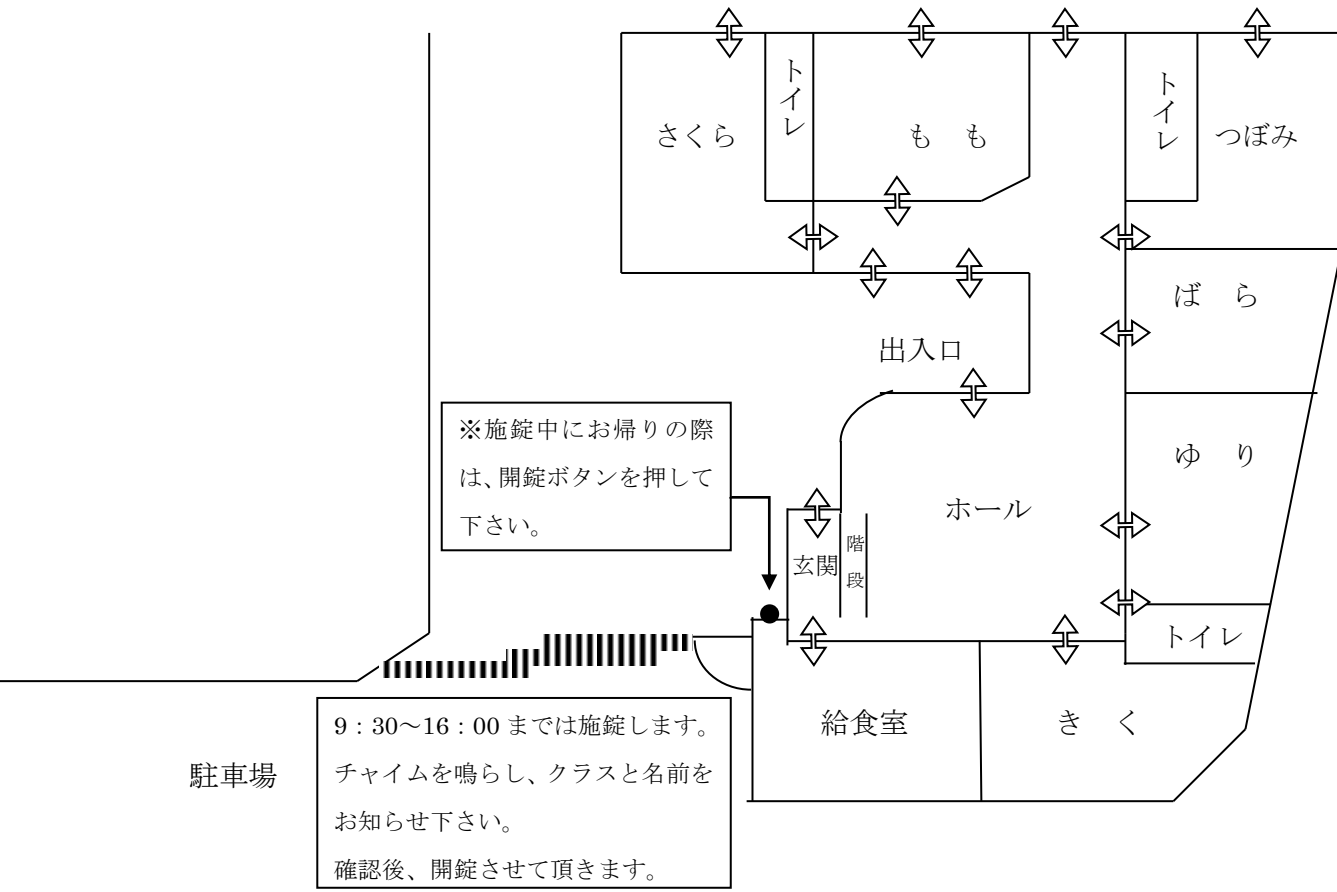 トイレ
トイレ
さくら
も も
つぼみ
ば ら
出入口
※施錠中にお帰りの際
は、開錠ボタンを押して
下さい。
ゆ り
ホール
階段
玄関
トイレ
給食室
き く
9：30～16：00 までは施錠します。
チャイムを鳴らし、クラスと名前を
お知らせ下さい。
確認後、開錠させて頂きます。
駐車場